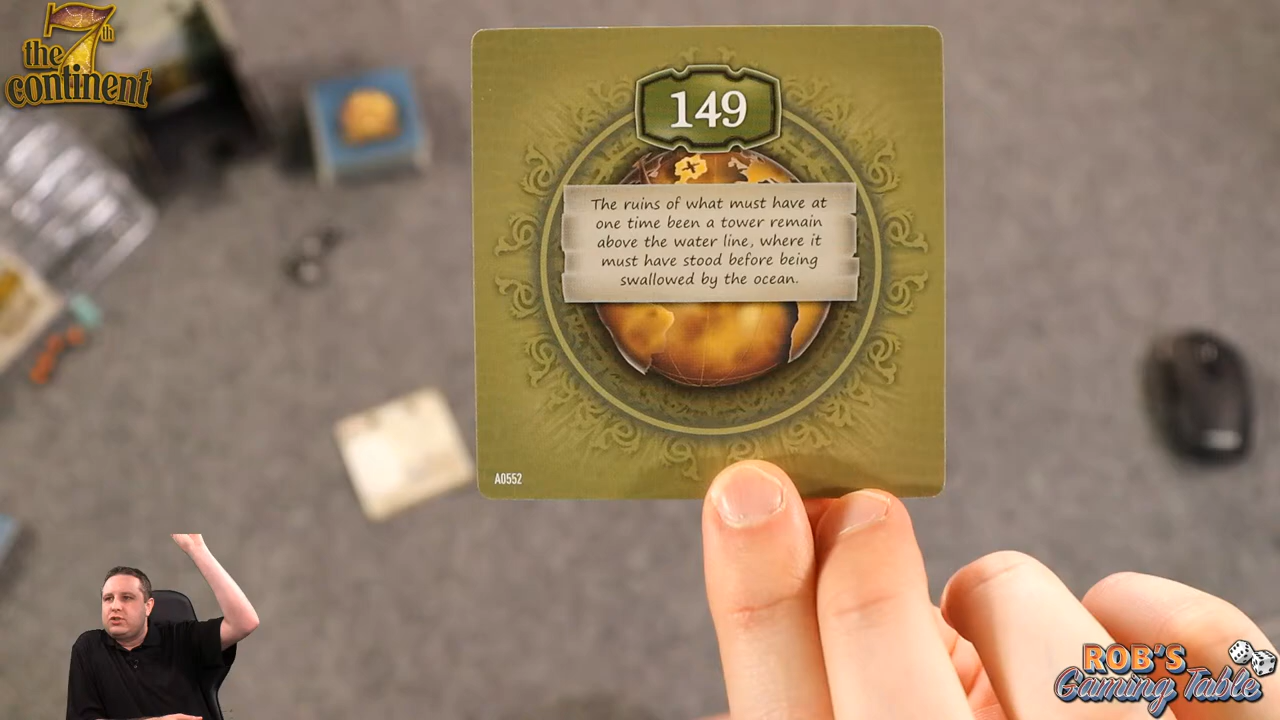 the 7th
continent
149
The ruins of what must have at
one time been a tower remain
above the water line, where it
must have stood before being
swallowed by the ocean.
A0552
ROB'S
Gaming Table